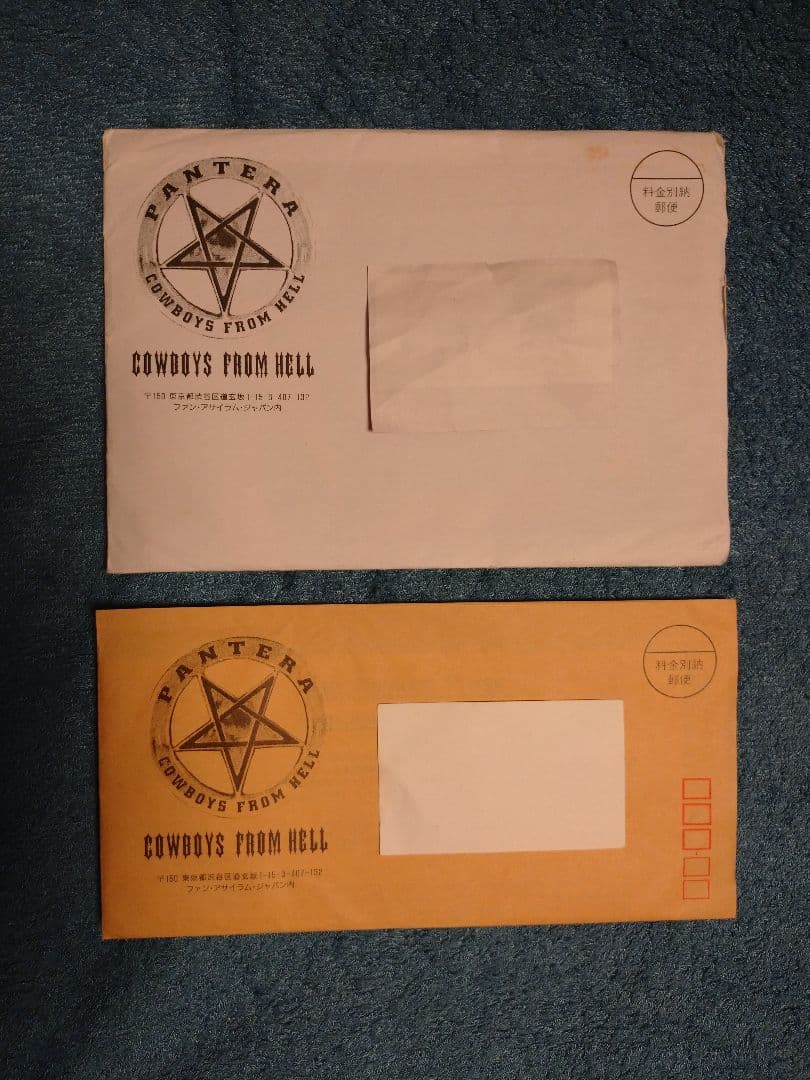 PANTERA
COWBOYS FROM HELL
COWBOYS FROM HELL
〒150 東京都渋谷区道玄坂1-15-3-407-132
ファン・アサイラム・ジャパン内
料金別納
郵便
PANTERA
COWBOYS FROM HELL
COWBOYS FROM HELL
〒150 東京都渋谷区道玄坂1-15-3-407-132
ファン・アサイラム・ジャパン内
料金別納
郵便